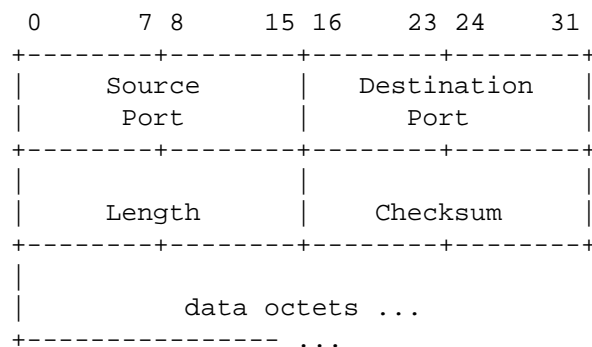 0 7 8 15 16 23 24 31
+--------+--------+--------+--------+
| Source | Destination |
| Port | Port |
+--------+--------+--------+--------+
| | |
| Length | Checksum |
+--------+--------+--------+--------+
|
| data octets ...
+---------------- ...